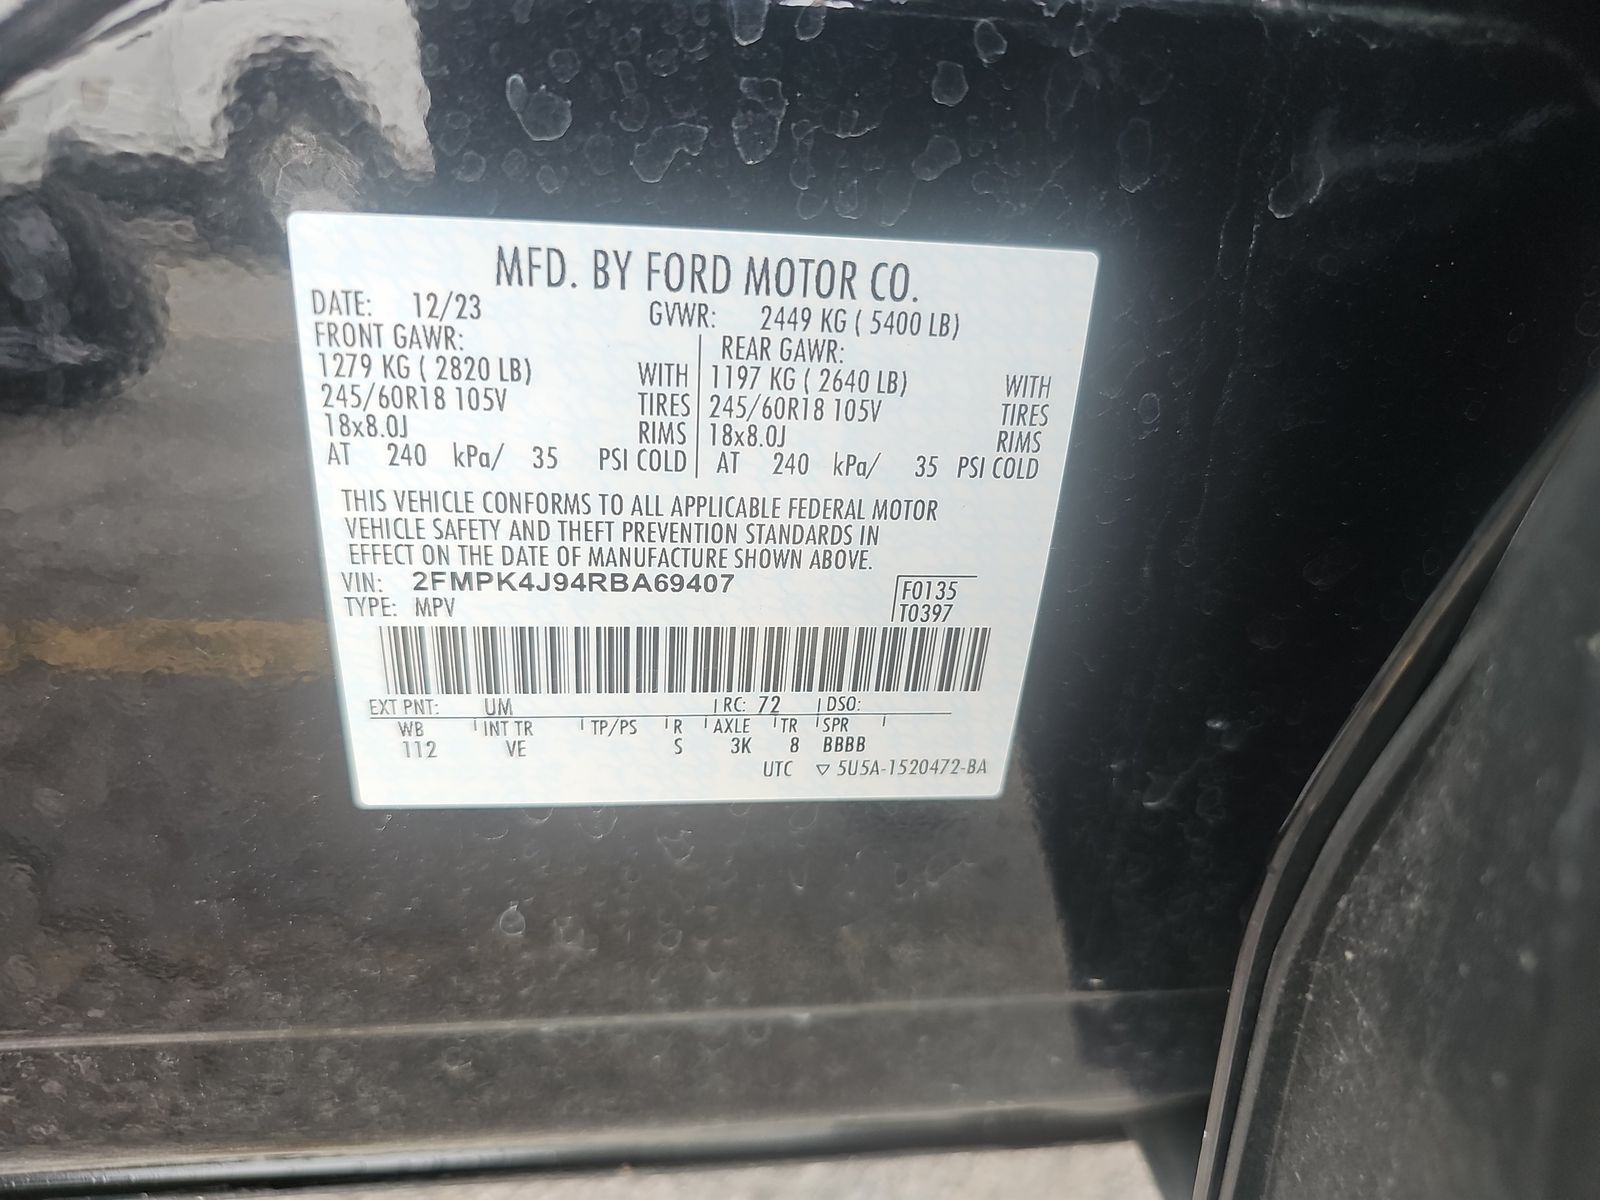 MFD. BY FORD MOTOR CO.
DATE: 12/23 GVWR: 2449 KG ( 5400 LB)
FRONT GAWR: REAR GAWR:
1279 KG ( 2820 LB) WITH 1197 KG ( 2640 LB) WITH
245/60R18 105V TIRES 245/60R18 105V TIRES
18x8.0J RIMS 18x8.0J RIMS
AT 240 kPa/ 35 PSI COLD AT 240 kPa/ 35 PSI COLD
THIS VEHICLE CONFORMS TO ALL APPLICABLE FEDERAL MOTOR
VEHICLE SAFETY AND THEFT PREVENTION STANDARDS IN
EFFECT ON THE DATE OF MANUFACTURE SHOWN ABOVE.
VIN: 2FMPK4J94RBA69407 F0135
TYPE: MPV T0397
EXT PNT: UM RC: 72 DSO:
WB INT TR TP/PS R AXLE TR SPR
112 VE S 3K 8 BBBB
UTC ▽ 5U5A-1520472-BA